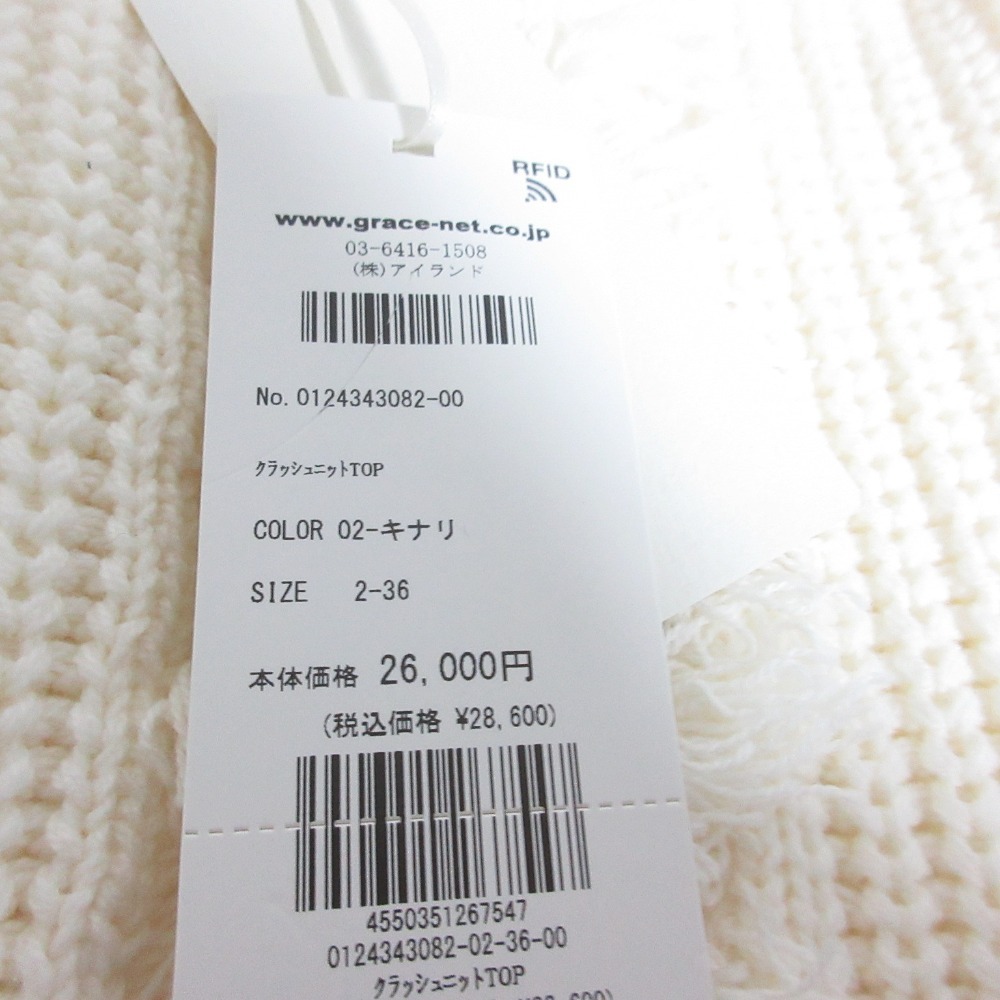 RFID
www.grace-net.co.jp
03-6416-1508
(株)アイランド
No. 0124343082-00
クラッシュニットTOP
COLOR 02-キナリ
SIZE 2-36
本体価格 26,000円
(税込価格 ¥28,600)
4550351267547
0124343082-02-36-00
クラッシュニットTOP